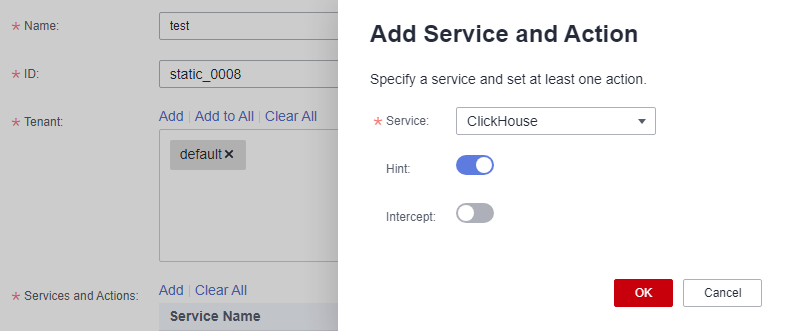 Name:
test
ID:
static_0008
Tenant:
Add | Add to All | Clear All
default ×
Services and Actions:
Add | Clear All
Service Name
Add Service and Action
Specify a service and set at least one action.
* Service:
ClickHouse
Hint:
Intercept:
OK
Cancel